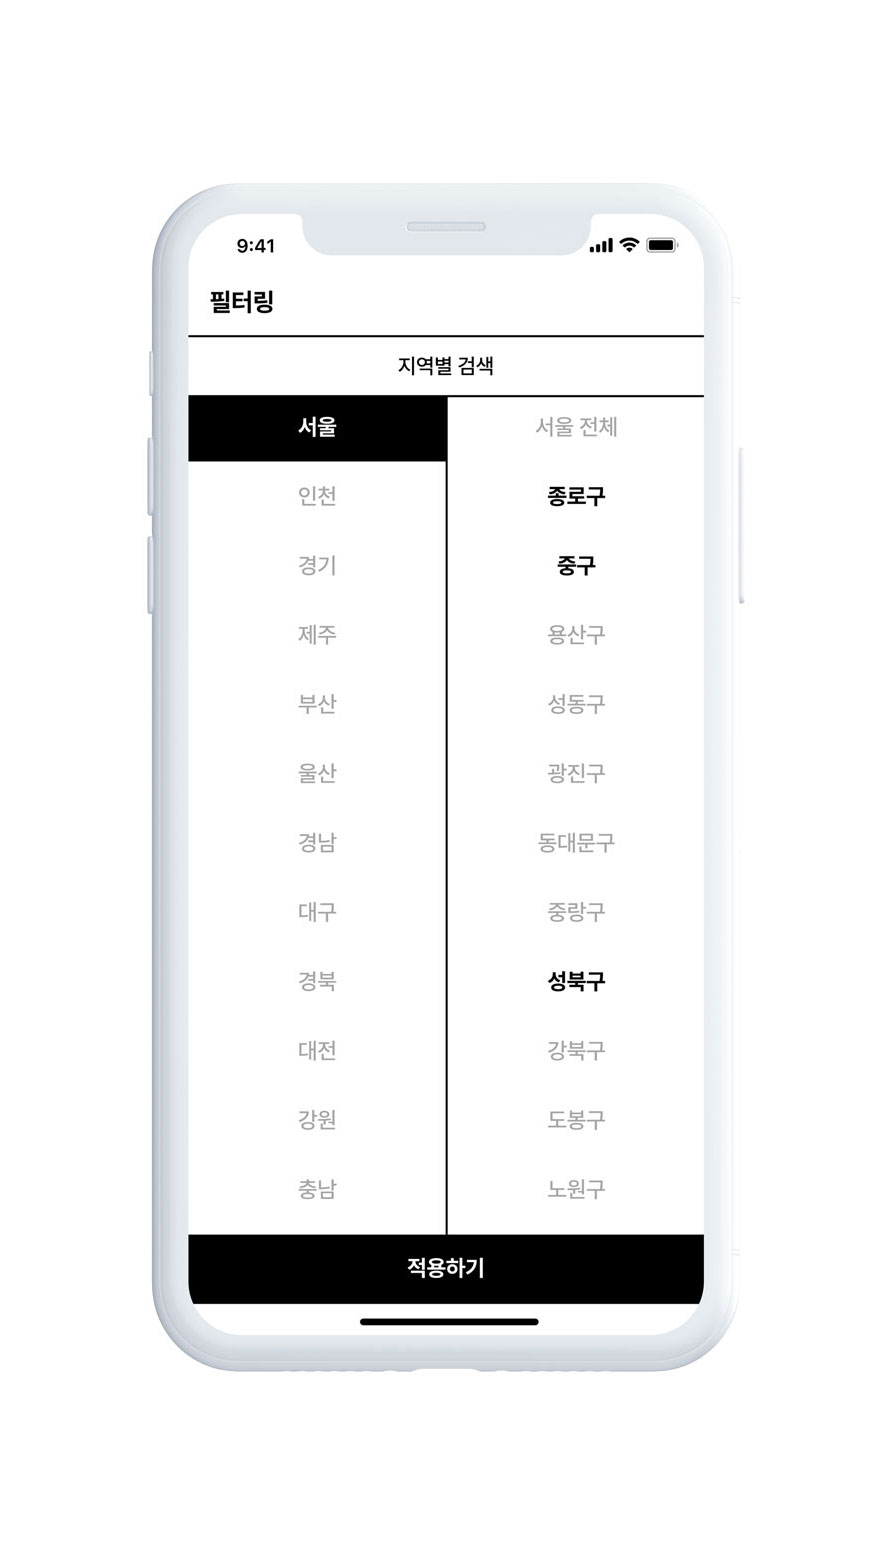 9:41
필터링
지역별 검색
서울
서울 전체
인천
종로구
경기
중구
제주
용산구
부산
성동구
울산
광진구
경남
동대문구
대구
중랑구
경북
성북구
대전
강북구
강원
도봉구
충남
노원구
적용하기